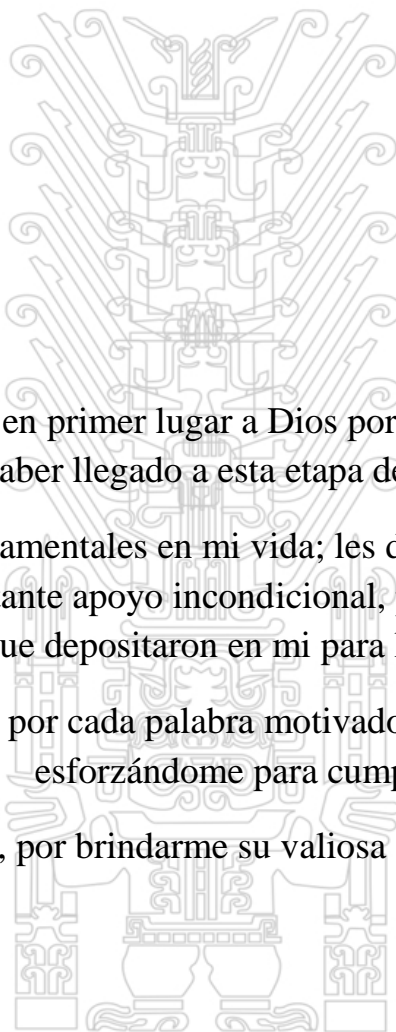 en primer lugar a Dios por
aber llegado a esta etapa de
amentales en mi vida; les d
ante apoyo incondicional,
ue depositaron en mi para
por cada palabra motivado
esforzándome para cump
, por brindarme su valiosa